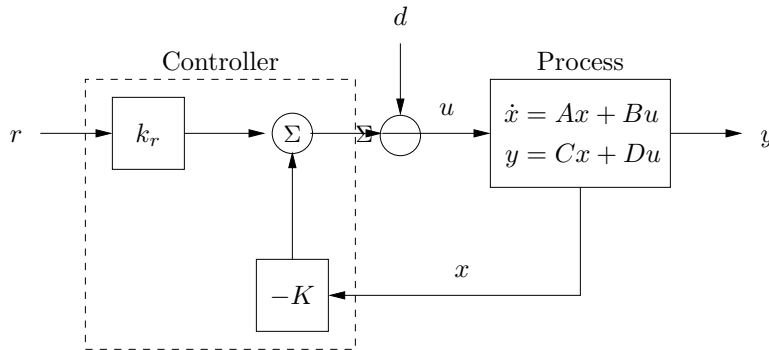 Controller
d
Process
r
k_r
Σ
Σ
u
ẋ = Ax + Bu
y = Cx + Du
y
x
−K